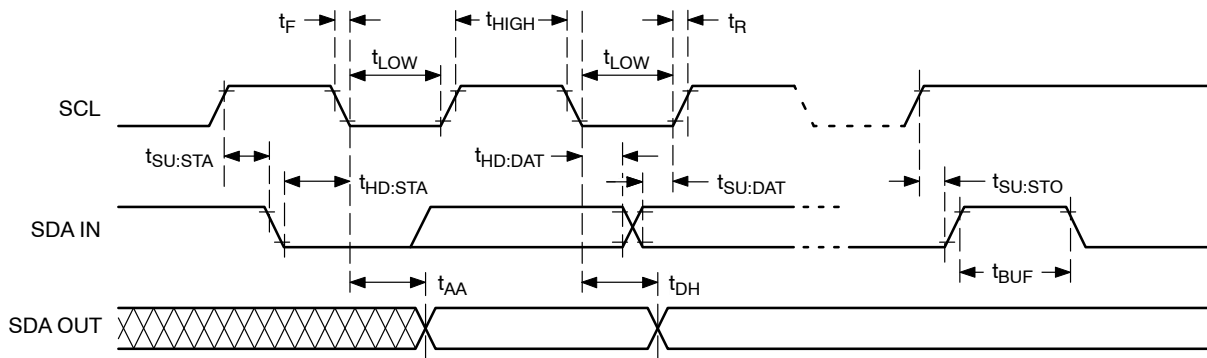 tF
tHIGH
tR
tLOW
tLOW
SCL
tSU:STA
tHD:DAT
tHD:STA
tSU:DAT
tSU:STO
SDA IN
tAA
tDH
tBUF
SDA OUT